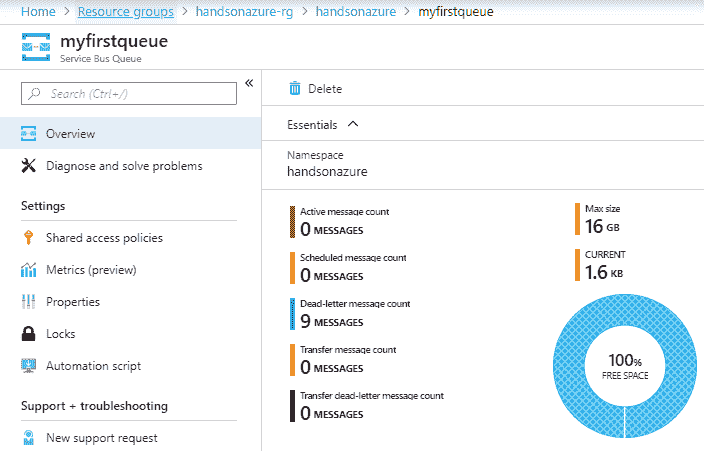 Home > Resource groups > handsonazure-rg > handsonazure > myfirstqueue
myfirstqueue
Service Bus Queue
Search (Ctrl+/)
«
Overview
Diagnose and solve problems
Settings
Shared access policies
Metrics (preview)
Properties
Locks
Automation script
Support + troubleshooting
New support request
Delete
Essentials
Namespace
handsonazure
Active message count
0 MESSAGES
Scheduled message count
0 MESSAGES
Dead-letter message count
9 MESSAGES
Transfer message count
0 MESSAGES
Transfer dead-letter message count
0 MESSAGES
Max size
16 GB
CURRENT
1.6 KB
100%
FREE SPACE